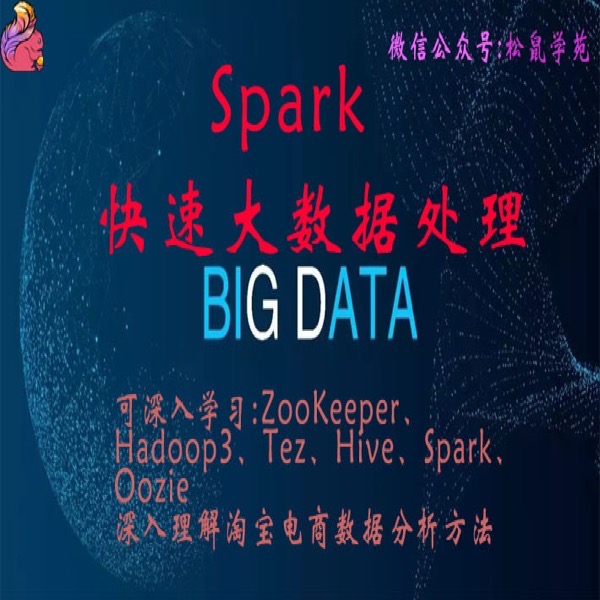 微信公众号:松鼠学苑
Spark
快速大数据处理
BIG DATA
可深入学习:ZooKeeper、
Hadoop3、Tez、Hive、Spark、
Oozie
深入理解淘宝电商数据分析方法